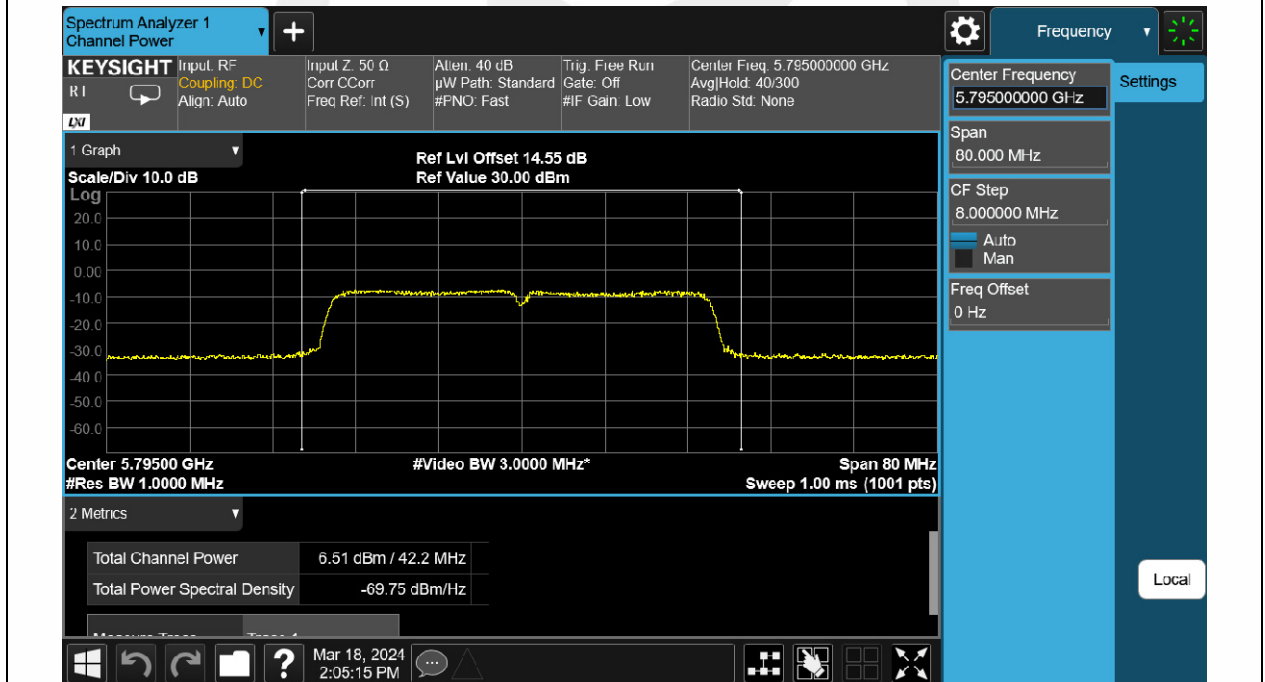 Spectrum Analyzer 1
Channel Power
Frequency
KEYSIGHT
Input: RF
Coupling: DC
Align: Auto
Input Z: 50 Ω
Corr CCorr
Freq Ref: Int (S)
Atten: 40 dB
µW Path: Standard
#PNO: Fast
Trig: Free Run
Gate: Off
#IF Gain: Low
Center Freq: 5.795000000 GHz
Avg|Hold: 40/300
Radio Std: None
LXI
Center Frequency
5.795000000 GHz
Settings
Span
80.000 MHz
CF Step
8.000000 MHz
Auto
Man
Freq Offset
0 Hz
1 Graph
Scale/Div 10.0 dB
Ref Lvl Offset 14.55 dB
Ref Value 30.00 dBm
Log
20.0
10.0
0.00
-10.0
-20.0
-30.0
-40.0
-50.0
-60.0
Center 5.79500 GHz
#Video BW 3.0000 MHz*
Span 80 MHz
#Res BW 1.0000 MHz
Sweep 1.00 ms (1001 pts)
2 Metrics
Total Channel Power 6.51 dBm / 42.2 MHz
Total Power Spectral Density -69.75 dBm/Hz
Local
?
Mar 18, 2024
2:05:15 PM